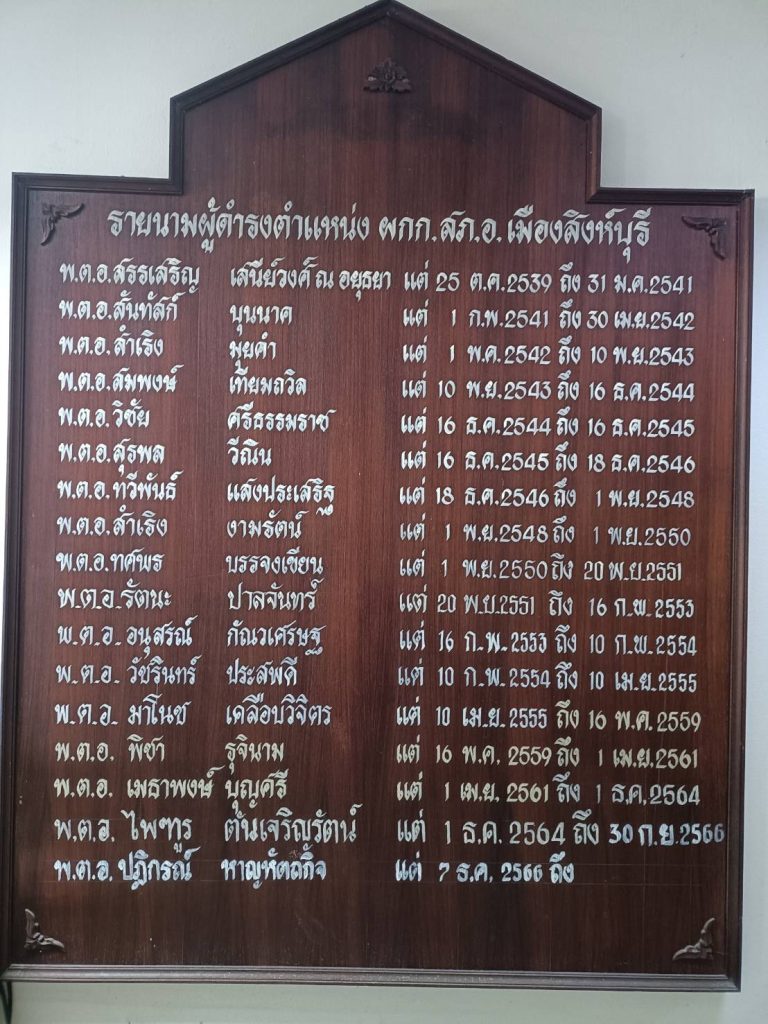 รายนามผู้ดำรงตำแหน่ง ผกก.สภ.อ.เมืองสิงห์บุรี
พ.ต.อ.สรรเสริญ เสนีย์วงศ์ ณ อยุธยา แต่ 25 ต.ค.2539 ถึง 31 ม.ค.2541
พ.ต.อ.สันทัสก์ บุนนาค แต่ 1 ก.พ.2541 ถึง 30 เม.ย.2542
พ.ต.อ.สำเริง มุยคำ แต่ 1 พ.ค.2542 ถึง 10 พ.ย.2543
พ.ต.อ.สมพงษ์ เทียมถวิล แต่ 10 พ.ย.2543 ถึง 16 ธ.ค.2544
พ.ต.อ.วิชัย ศรีธรรมราช แต่ 16 ธ.ค.2544 ถึง 16 ธ.ค.2545
พ.ต.อ.สุรพล วีณิน แต่ 16 ธ.ค.2545 ถึง 18 ธ.ค.2546
พ.ต.อ.ทวีพันธ์ แสงประเสริฐ แต่ 18 ธ.ค.2546 ถึง 1 พ.ย.2548
พ.ต.อ.สำเริง งามรัตน์ แต่ 1 พ.ย.2548 ถึง 1 พ.ย.2550
พ.ต.อ.ทศพร บรรจงเขียน แต่ 1 พ.ย.2550 ถึง 20 พ.ย.2551
พ.ต.อ.รัตนะ ปาลจันทร์ แต่ 20 พ.ย.2551 ถึง 16 ก.พ.2553
พ.ต.อ. อนุสรณ์ กัณวเศรษฐ แต่ 16 ก.พ.2553 ถึง 10 ก.พ.2554
พ.ต.อ. วัชรินทร์ ประสพดี แต่ 10 ก.พ.2554 ถึง 10 เม.ย.2555
พ.ต.อ. มาโนช เคลือบวิจิตร แต่ 10 เม.ย.2555 ถึง 16 พ.ค.2559
พ.ต.อ. พิชา รุจินาม แต่ 16 พ.ค. 2559 ถึง 1 เม.ย.2561
พ.ต.อ. เมธาพงษ์ บุญศรี แต่ 1 เม.ย. 2561 ถึง 1 ธ.ค.2564
พ.ต.อ. ไพฑูร ตันเจริญรัตน์ แต่ 1 ธ.ค. 2564 ถึง 30 ก.ย.2566
พ.ต.อ. ปฏิกรณ์ หาญหัตถกิจ แต่ 7 ธ.ค. 2566 ถึง